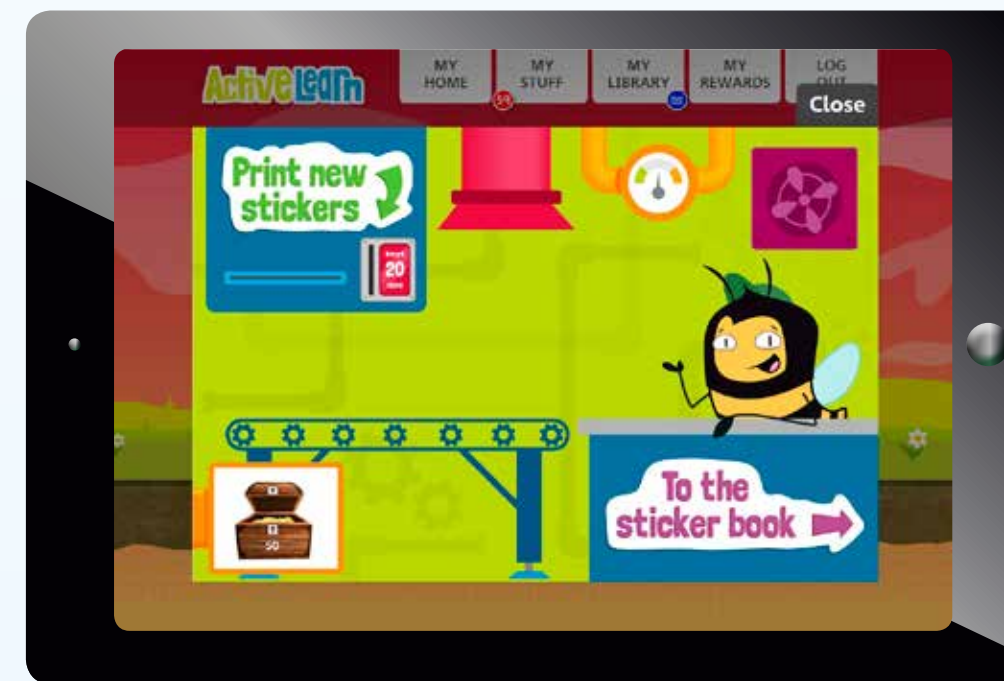 ActiveLearn
MY
HOME
MY
STUFF
MY
LIBRARY
MY
REWARDS
LOG
OUT
Close
Print new
stickers
20
To the
sticker book
50